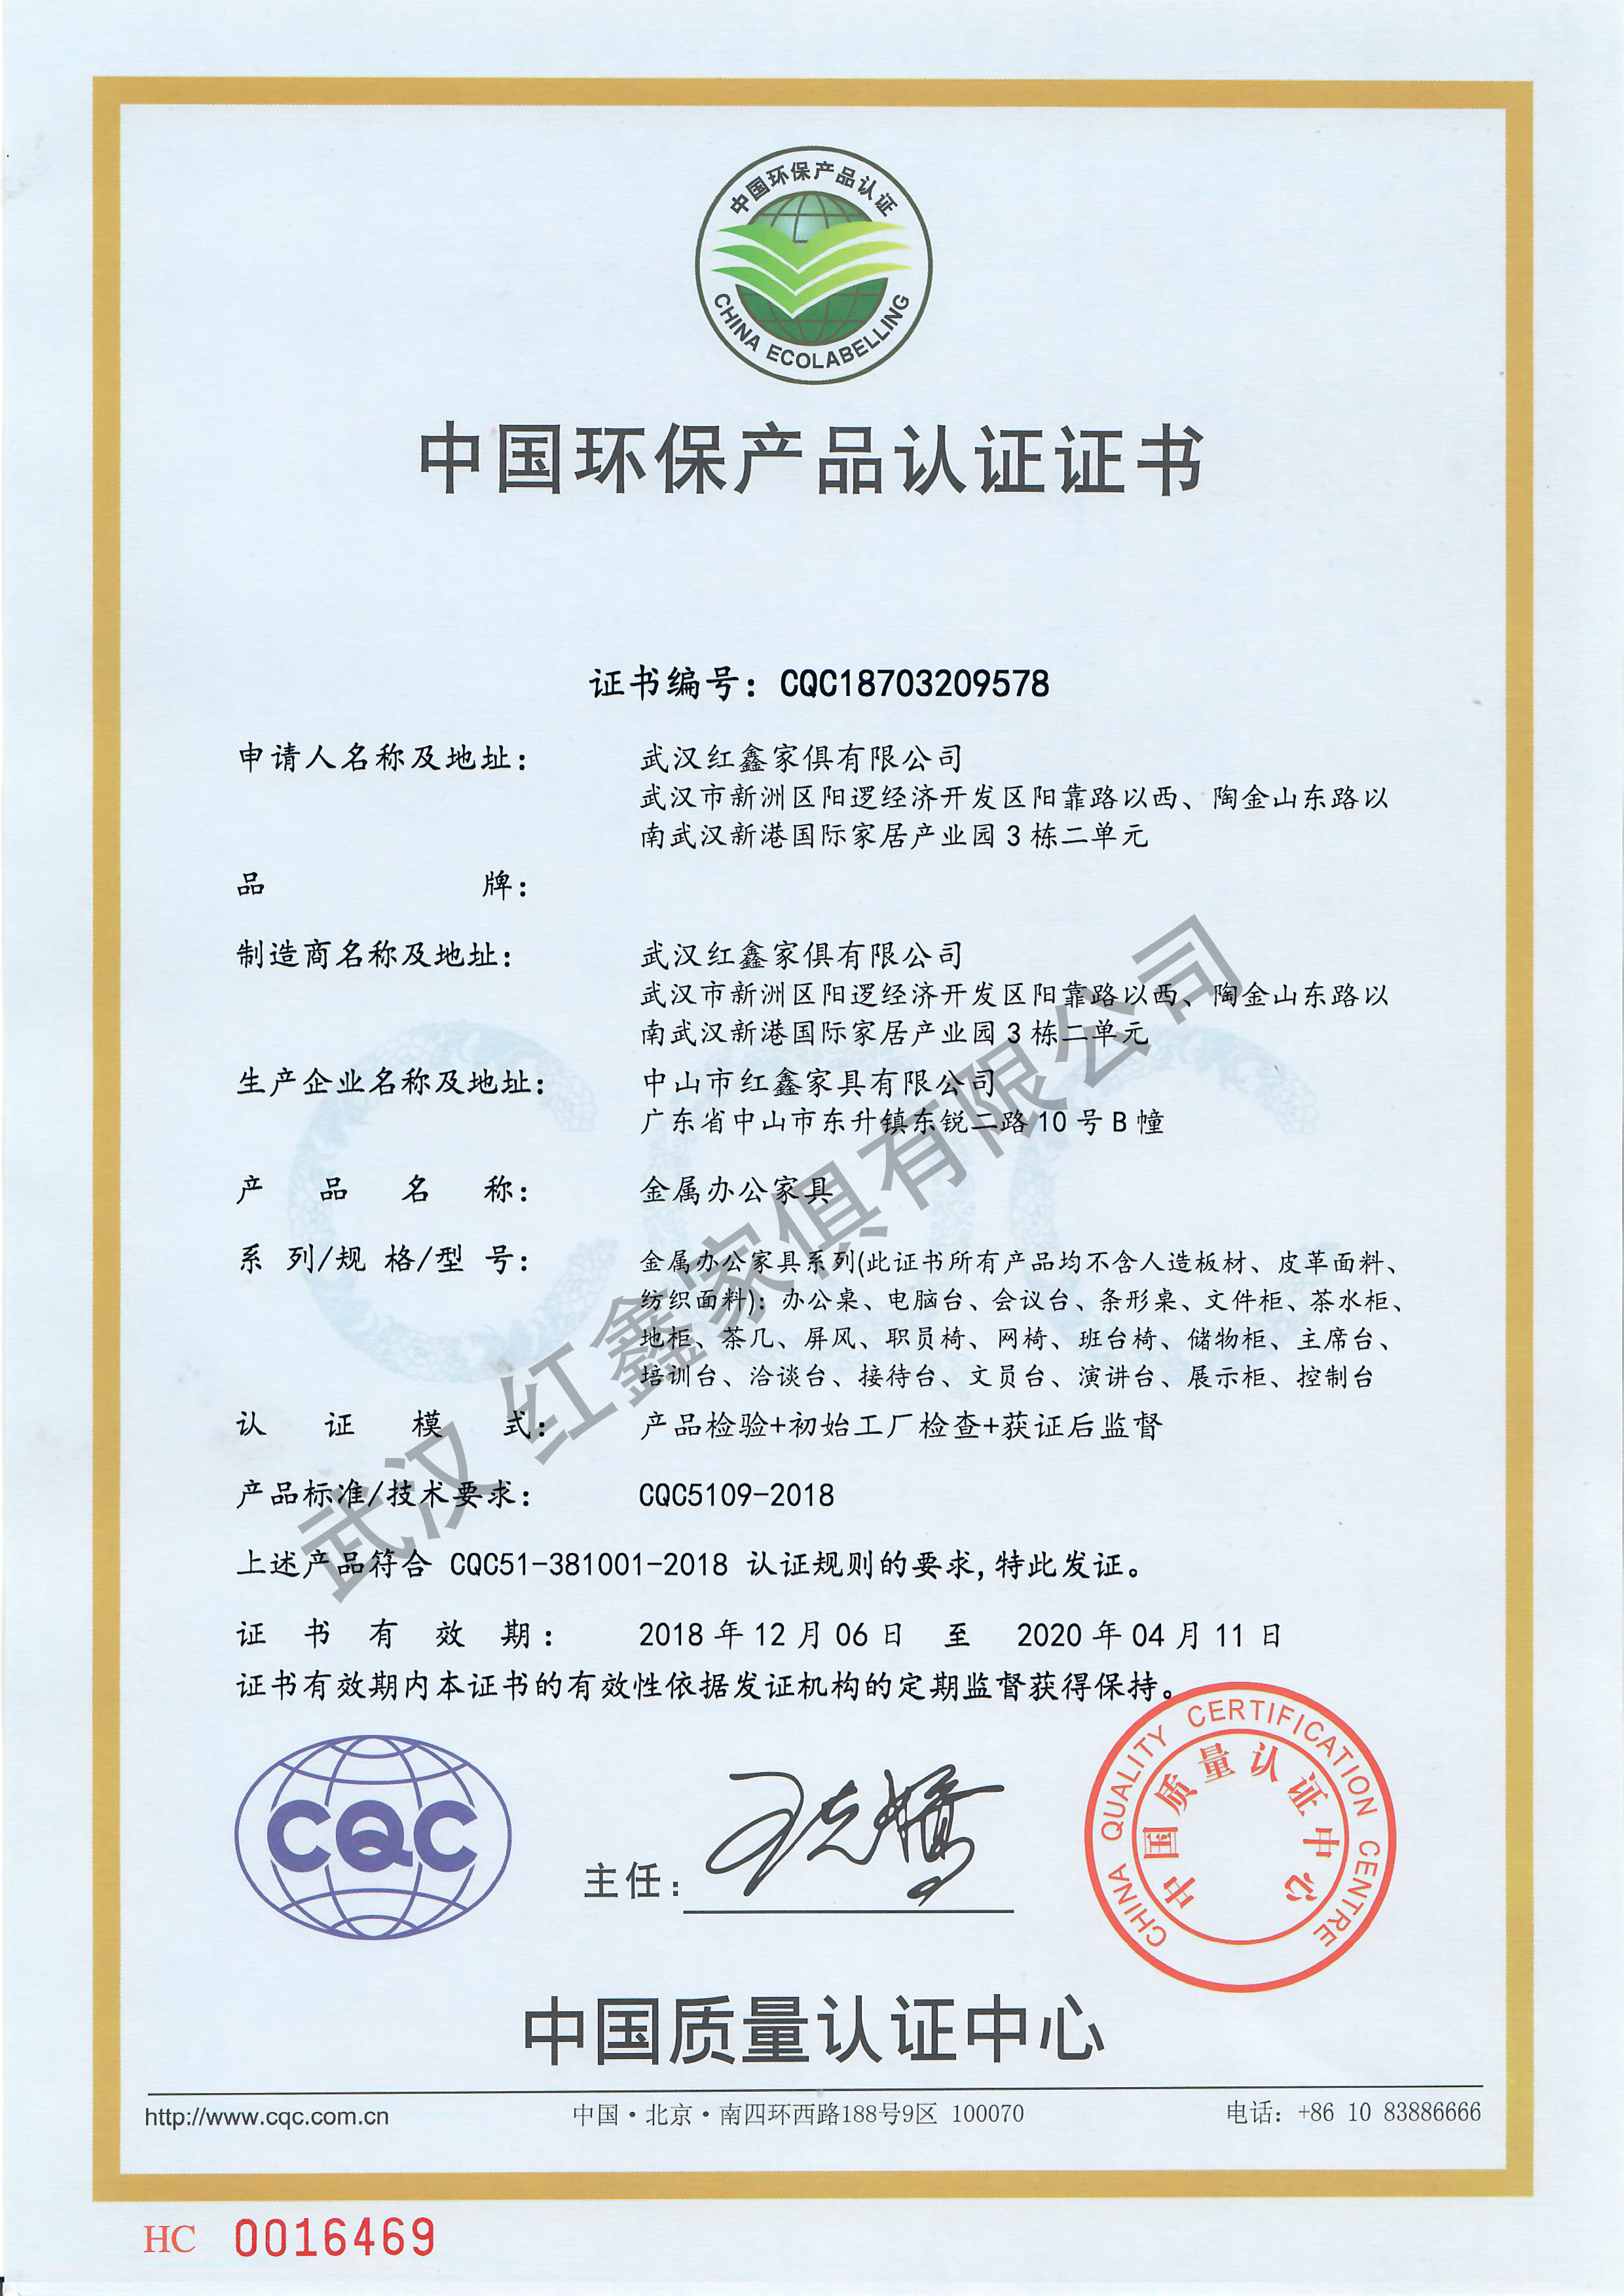 中国环保产品认证
CHINA ECOLABELLING
中国环保产品认证证书
证书编号：CQC18703209578
申请人名称及地址： 武汉红鑫家俱有限公司
武汉市新洲区阳逻经济开发区阳靠路以西、陶金山东路以
南武汉新港国际家居产业园 3 栋二单元
品 牌：
制造商名称及地址： 武汉红鑫家俱有限公司
武汉市新洲区阳逻经济开发区阳靠路以西、陶金山东路以
南武汉新港国际家居产业园 3 栋二单元
生产企业名称及地址： 中山市红鑫家具有限公司
广东省中山市东升镇东锐二路 10 号 B 幢
产 品 名 称： 金属办公家具
系 列/规 格/型 号： 金属办公家具系列(此证书所有产品均不含人造板材、皮革面料、
纺织面料)：办公桌、电脑台、会议台、条形桌、文件柜、茶水柜、
地柜、茶几、屏风、职员椅、网椅、班台椅、储物柜、主席台、
培训台、洽谈台、接待台、文员台、演讲台、展示柜、控制台
认 证 模 式： 产品检验+初始工厂检查+获证后监督
产品标准/技术要求： CQC5109-2018
上述产品符合 CQC51-381001-2018 认证规则的要求,特此发证。
证 书 有 效 期： 2018 年 12 月 06 日 至 2020 年 04 月 11 日
证书有效期内本证书的有效性依据发证机构的定期监督获得保持。
武汉红鑫家俱有限公司
CQC
主任：
CHINA QUALITY CERTIFICATION CENTRE
中国质量认证中心
中国质量认证中心
http://www.cqc.com.cn 中国·北京·南四环西路188号9区 100070 电话：+86 10 83886666
HC 0016469